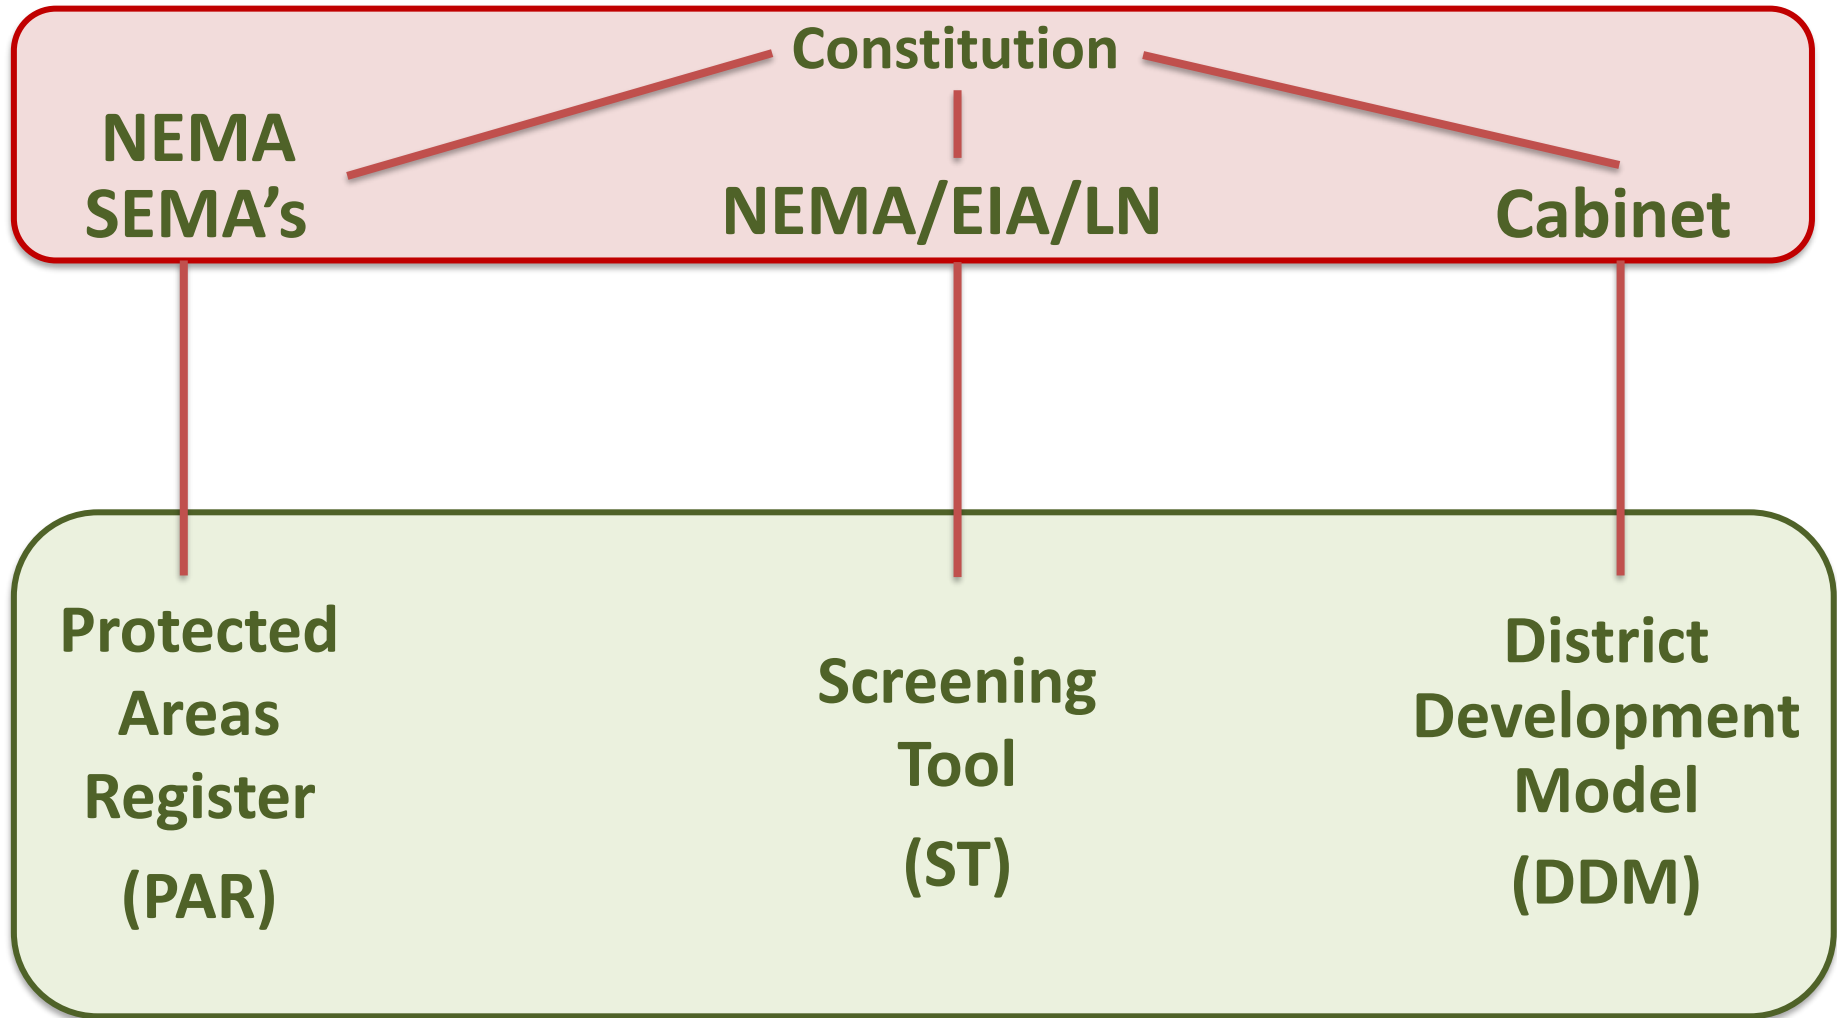 Constitution
NEMA
SEMA’s
NEMA/EIA/LN
Cabinet
Protected
Areas
Register
(PAR)
Screening
Tool
(ST)
District
Development
Model
(DDM)